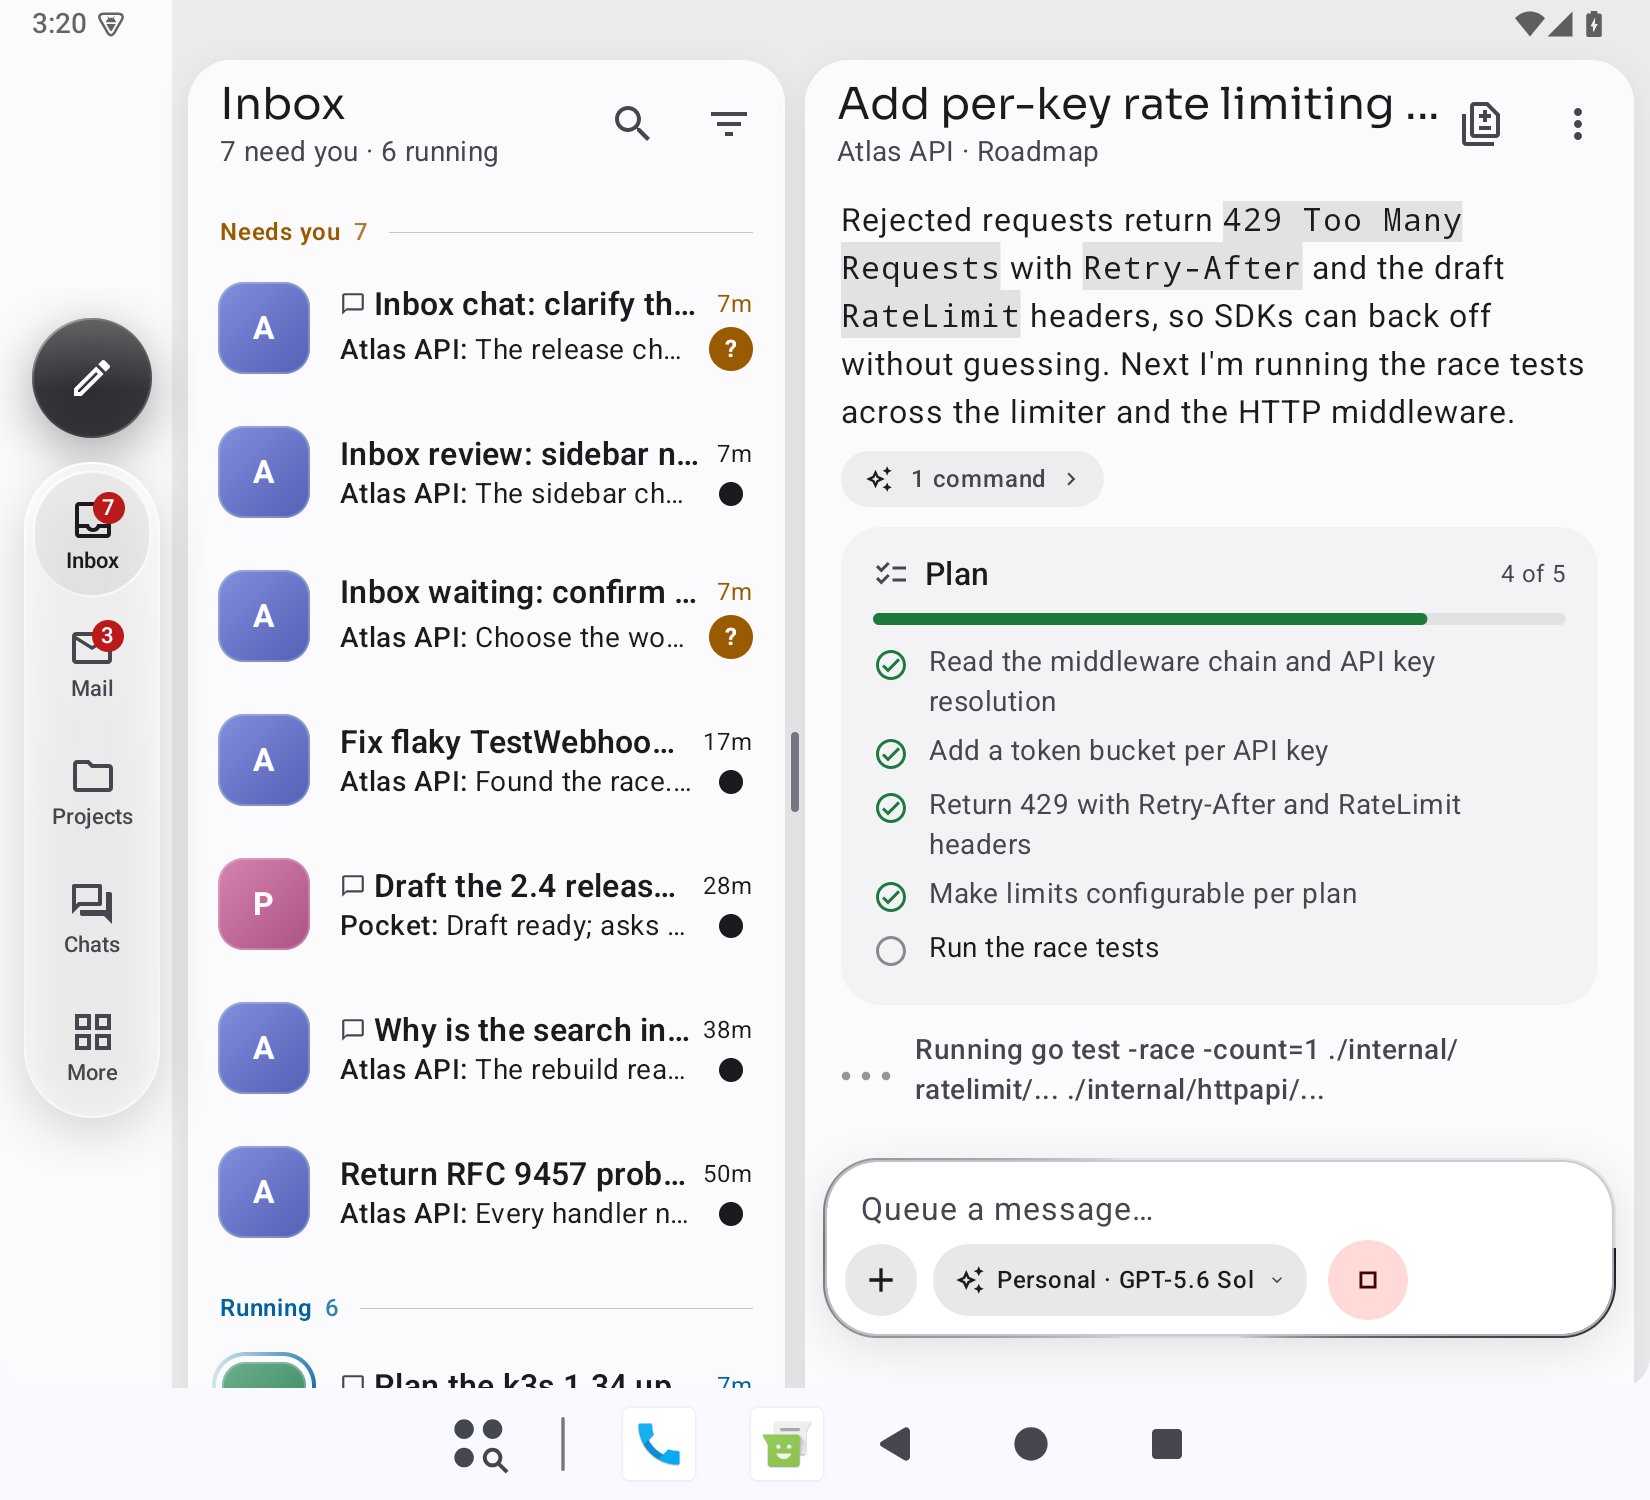 3:20
Inbox
7 need you · 6 running
Needs you 7
A
Inbox chat: clarify th... 7m
Atlas API: The release ch... ?
A
Inbox review: sidebar n... 7m
Atlas API: The sidebar ch...
A
Inbox waiting: confirm ... 7m
Atlas API: Choose the wo... ?
A
Fix flaky TestWebhoo... 17m
Atlas API: Found the race....
P
Draft the 2.4 releas... 28m
Pocket: Draft ready; asks ...
A
Why is the search in... 38m
Atlas API: The rebuild rea...
A
Return RFC 9457 prob... 50m
Atlas API: Every handler n...
Running 6
Plan the k3s 1.34 up... 7m
7
Inbox
3
Mail
Projects
Chats
More
Add per-key rate limiting ...
Atlas API · Roadmap
Rejected requests return 429 Too Many
Requests with Retry-After and the draft
RateLimit headers, so SDKs can back off
without guessing. Next I'm running the race tests
across the limiter and the HTTP middleware.
1 command
Plan 4 of 5
Read the middleware chain and API key
resolution
Add a token bucket per API key
Return 429 with Retry-After and RateLimit
headers
Make limits configurable per plan
Run the race tests
Running go test -race -count=1 ./internal/
ratelimit/... ./internal/httpapi/...
Queue a message...
Personal · GPT-5.6 Sol